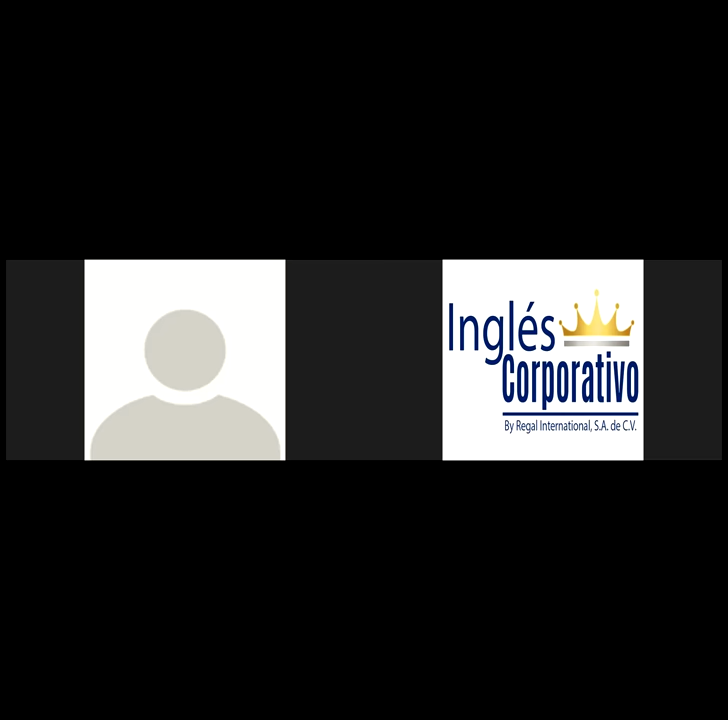 Inglés
Corporativo
By Regal International, S.A. de C.V.